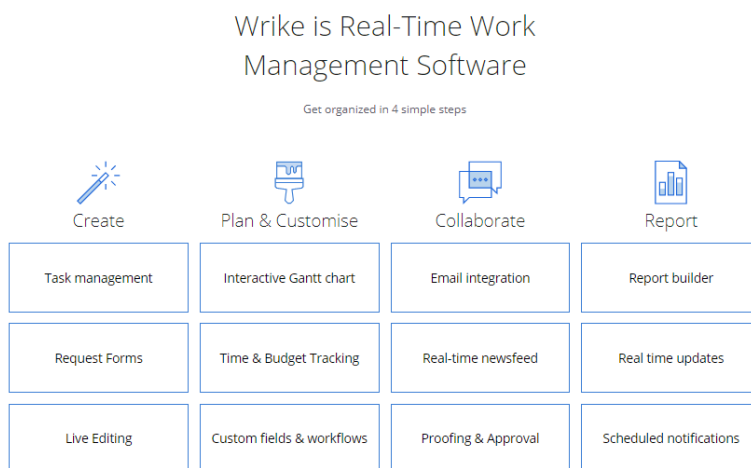 Wrike is Real-Time Work
Management Software
Get organized in 4 simple steps
Create
Plan & Customise
Collaborate
Report
Task management
Interactive Gantt chart
Email integration
Report builder
Request Forms
Time & Budget Tracking
Real-time newsfeed
Real time updates
Live Editing
Custom fields & workflows
Proofing & Approval
Scheduled notifications